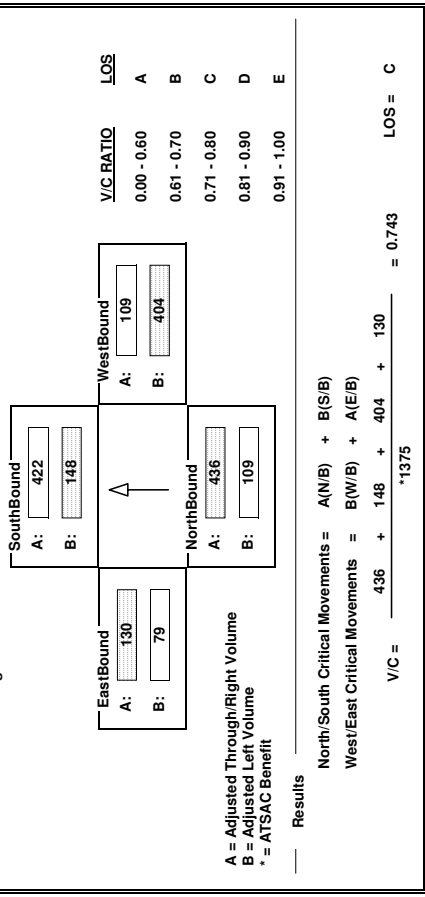 SouthBound
A: 422
B: 148
EastBound
A: 130
B: 79
WestBound
A: 109
B: 404
NorthBound
A: 436
B: 109
V/C RATIO LOS
0.00 - 0.60 A
0.61 - 0.70 B
0.71 - 0.80 C
0.81 - 0.90 D
0.91 - 1.00 E
A = Adjusted Through/Right Volume
B = Adjusted Left Volume
* = ATSAC Benefit
Results
North/South Critical Movements = A(N/B) + B(S/B)
West/East Critical Movements = B(W/B) + A(E/B)
V/C = 436 + 148 + 404 + 130 = 0.743 LOS = C
*1375